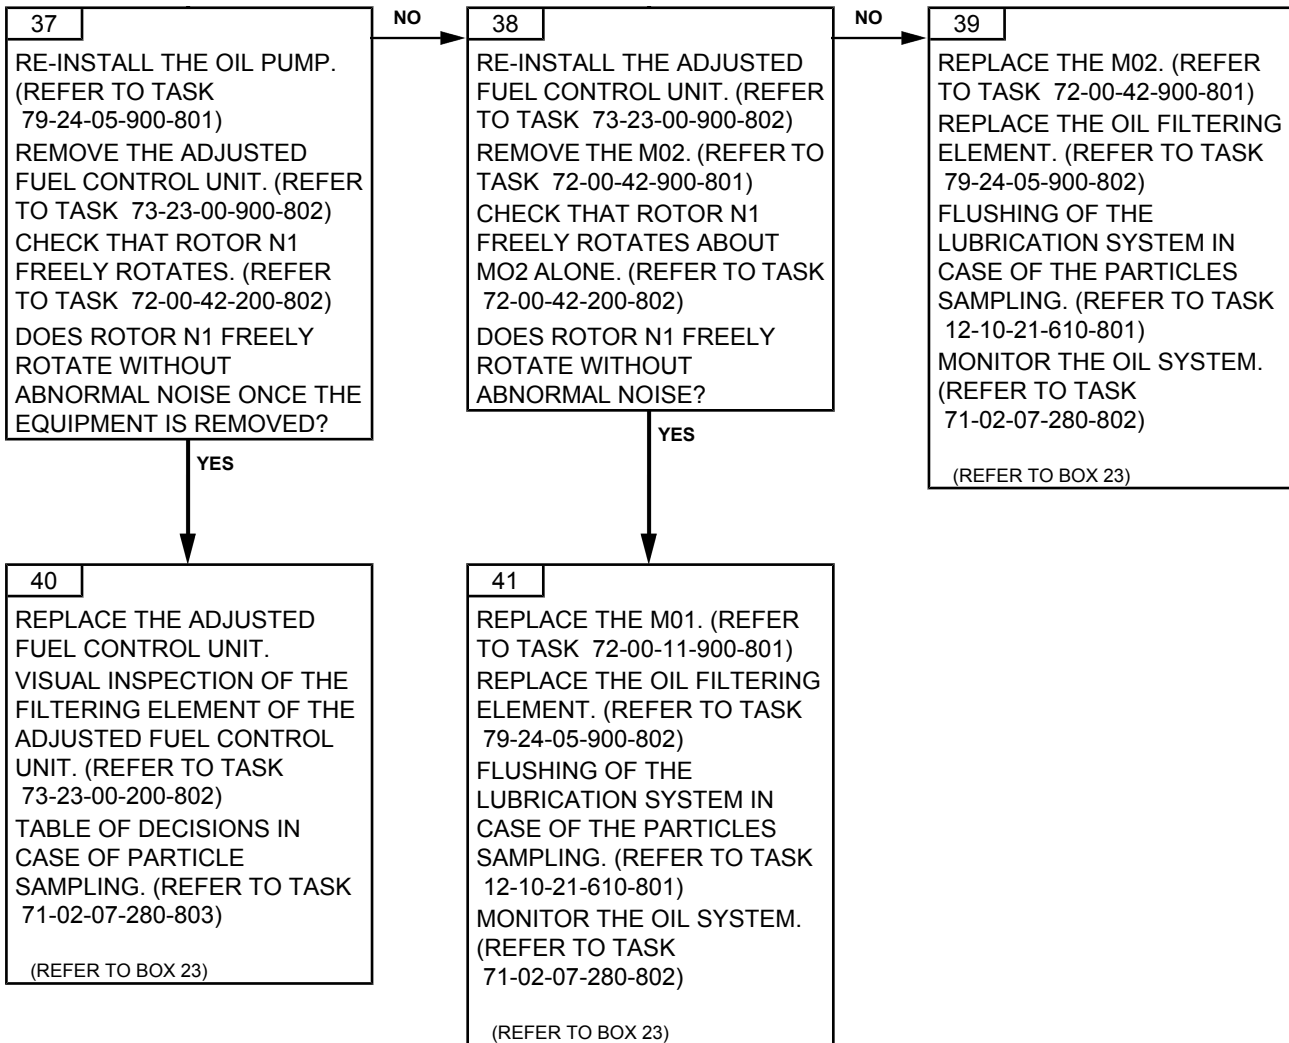 37
RE-INSTALL THE OIL PUMP.
(REFER TO TASK
79-24-05-900-801)
REMOVE THE ADJUSTED
FUEL CONTROL UNIT. (REFER
TO TASK 73-23-00-900-802)
CHECK THAT ROTOR N1
FREELY ROTATES. (REFER
TO TASK 72-00-42-200-802)
DOES ROTOR N1 FREELY
ROTATE WITHOUT
ABNORMAL NOISE ONCE THE
EQUIPMENT IS REMOVED?
NO
38
RE-INSTALL THE ADJUSTED
FUEL CONTROL UNIT. (REFER
TO TASK 73-23-00-900-802)
REMOVE THE M02. (REFER TO
TASK 72-00-42-900-801)
CHECK THAT ROTOR N1
FREELY ROTATES ABOUT
MO2 ALONE. (REFER TO TASK
72-00-42-200-802)
DOES ROTOR N1 FREELY
ROTATE WITHOUT
ABNORMAL NOISE?
NO
39
REPLACE THE M02. (REFER
TO TASK 72-00-42-900-801)
REPLACE THE OIL FILTERING
ELEMENT. (REFER TO TASK
79-24-05-900-802)
FLUSHING OF THE
LUBRICATION SYSTEM IN
CASE OF THE PARTICLES
SAMPLING. (REFER TO TASK
12-10-21-610-801)
MONITOR THE OIL SYSTEM.
(REFER TO TASK
71-02-07-280-802)
(REFER TO BOX 23)
YES
YES
40
REPLACE THE ADJUSTED
FUEL CONTROL UNIT.
VISUAL INSPECTION OF THE
FILTERING ELEMENT OF THE
ADJUSTED FUEL CONTROL
UNIT. (REFER TO TASK
73-23-00-200-802)
TABLE OF DECISIONS IN
CASE OF PARTICLE
SAMPLING. (REFER TO TASK
71-02-07-280-803)
(REFER TO BOX 23)
41
REPLACE THE M01. (REFER
TO TASK 72-00-11-900-801)
REPLACE THE OIL FILTERING
ELEMENT. (REFER TO TASK
79-24-05-900-802)
FLUSHING OF THE
LUBRICATION SYSTEM IN
CASE OF THE PARTICLES
SAMPLING. (REFER TO TASK
12-10-21-610-801)
MONITOR THE OIL SYSTEM.
(REFER TO TASK
71-02-07-280-802)
(REFER TO BOX 23)